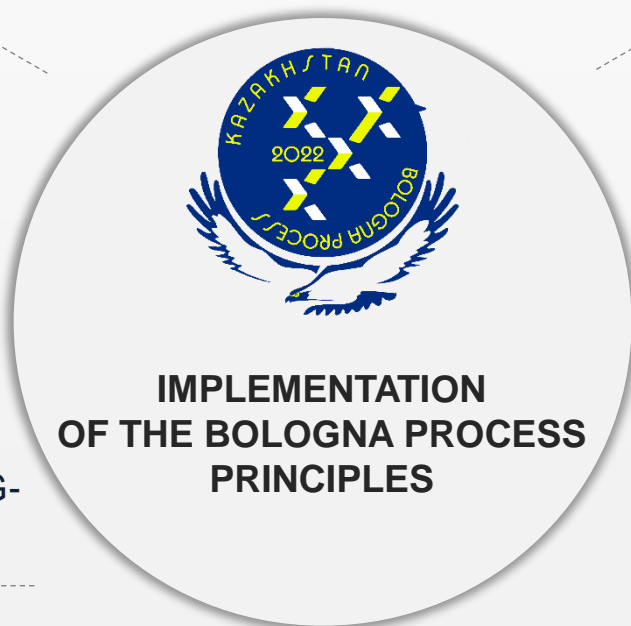 KAZAKHSTAN
2022
BOLOGNA PROCESS
IMPLEMENTATION
OF THE BOLOGNA PROCESS
PRINCIPLES
G-